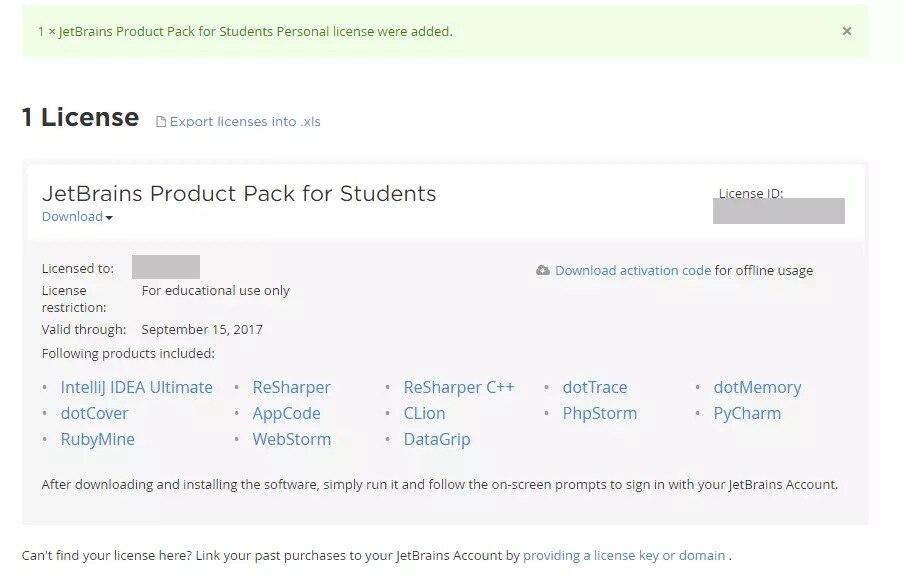 1 × JetBrains Product Pack for Students Personal license were added.
×
1 License
Export licenses into .xls
JetBrains Product Pack for Students
License ID:
Download
Licensed to:
Download activation code for offline usage
License restriction: For educational use only
Valid through: September 15, 2017
Following products included:
• IntelliJ IDEA Ultimate • ReSharper • ReSharper C++ • dotTrace • dotMemory
• dotCover • AppCode • CLion • PhpStorm • PyCharm
• RubyMine • WebStorm • DataGrip
After downloading and installing the software, simply run it and follow the on-screen prompts to sign in with your JetBrains Account.
Can't find your license here? Link your past purchases to your JetBrains Account by providing a license key or domain .